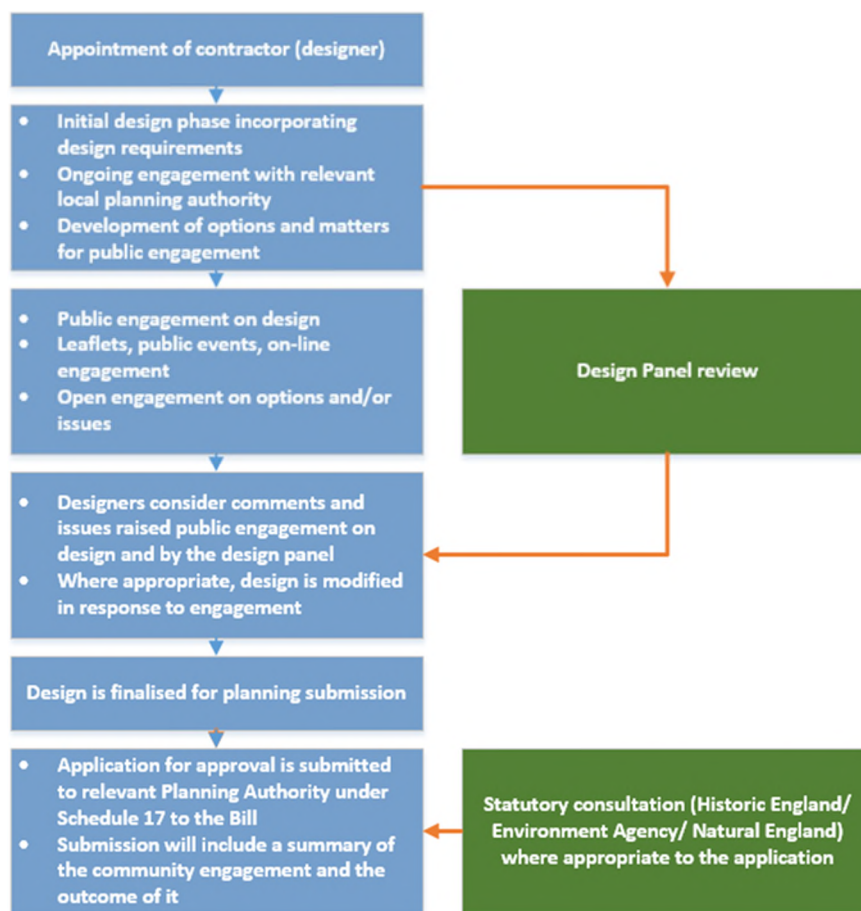 Appointment of contractor (designer)
• Initial design phase incorporating
design requirements
• Ongoing engagement with relevant
local planning authority
• Development of options and matters
for public engagement
• Public engagement on design
• Leaflets, public events, on-line
engagement
• Open engagement on options and/or
issues
Design Panel review
• Designers consider comments and
issues raised public engagement on
design and by the design panel
• Where appropriate, design is modified
in response to engagement
Design is finalised for planning submission
• Application for approval is submitted
to relevant Planning Authority under
Schedule 17 to the Bill
• Submission will include a summary of
the community engagement and the
outcome of it
Statutory consultation (Historic England/
Environment Agency/ Natural England)
where appropriate to the application